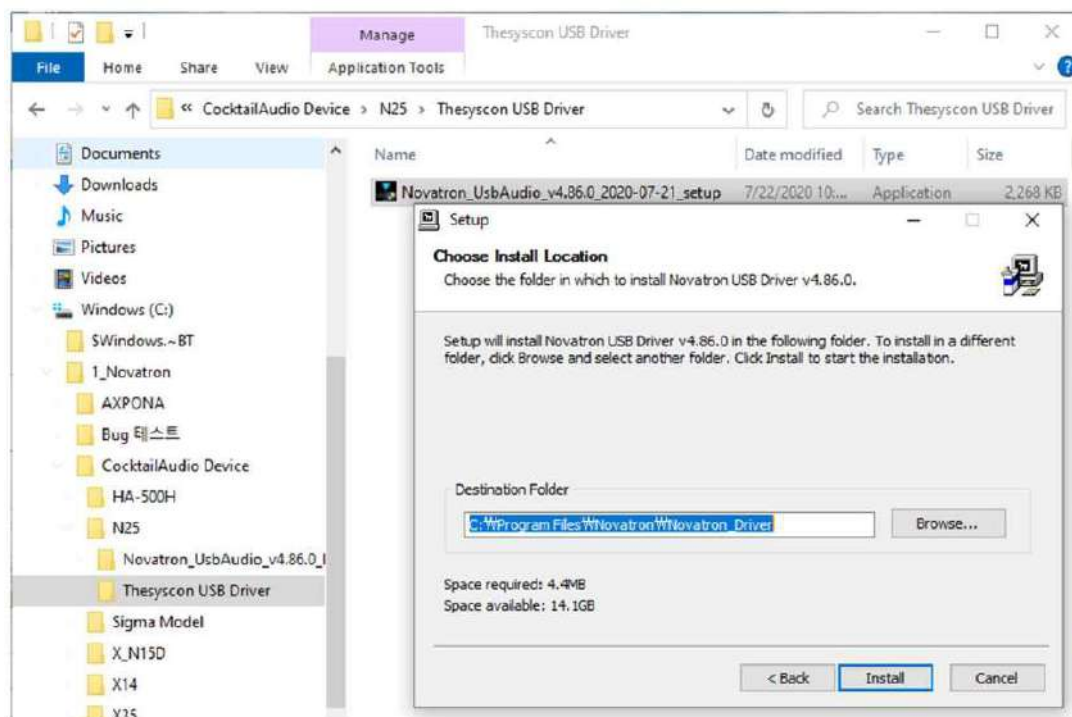 Manage
Thesyscon USB Driver
File
Home
Share
View
Application Tools
« CocktailAudio Device > N25 > Thesyscon USB Driver
Search Thesyscon USB Driver
Documents
Downloads
Music
Pictures
Videos
Windows (C:)
$Windows.~BT
1_Novatron
AXPONA
Bug 테스트
CocktailAudio Device
HA-500H
N25
Novatron_UsbAudio_v4.86.0_
Thesyscon USB Driver
Sigma Model
X_N15D
X14
X35
Name
Date modified
Type
Size
Novatron_UsbAudio_v4.86.0_2020-07-21_setup
7/22/2020 10:...
Application
2,268 KB
Setup
Choose Install Location
Choose the folder in which to install Novatron USB Driver v4.86.0.
Setup will install Novatron USB Driver v4.86.0 in the following folder. To install in a different
folder, click Browse and select another folder. Click Install to start the installation.
Destination Folder
C:₩Program Files₩Novatron₩Novatron_Driver
Browse...
Space required: 4.4MB
Space available: 14.1GB
< Back
Install
Cancel